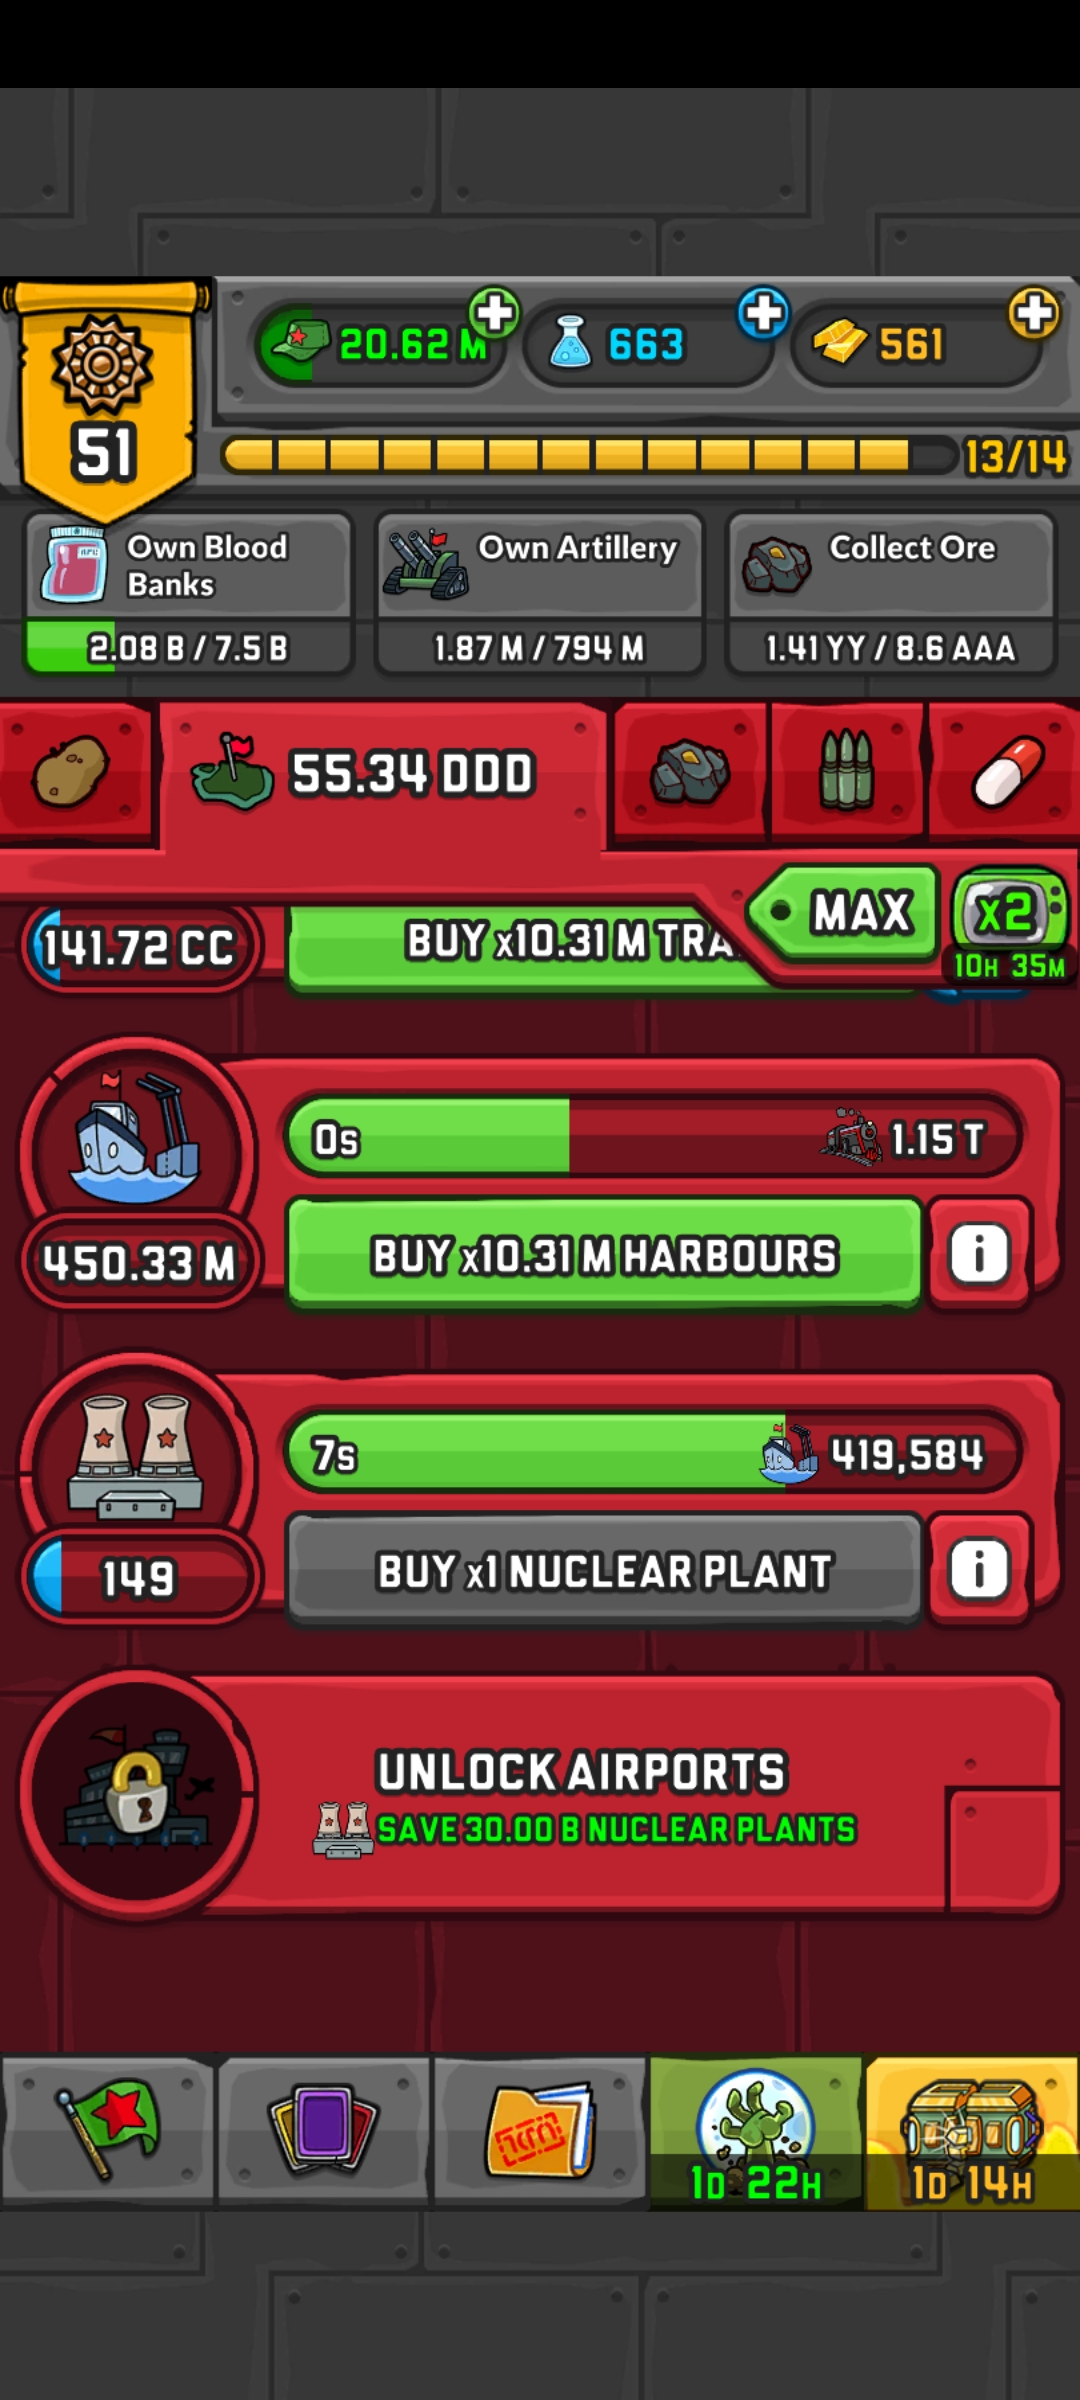 20.62 M
663
561
51
13/14
Own Blood Banks
Own Artillery
Collect Ore
2.08 B / 7.5 B
1.87 M / 794 M
1.41 YY / 8.6 AAA
55.34 DDD
MAX
x2
10H 35M
141.72 CC
BUY x10.31 M TRA
0s
1.15 T
450.33 M
BUY x10.31 M HARBOURS
i
7s
419,584
149
BUY x1 NUCLEAR PLANT
i
UNLOCK AIRPORTS
SAVE 30.00 B NUCLEAR PLANTS
1D 22H
1D 14H